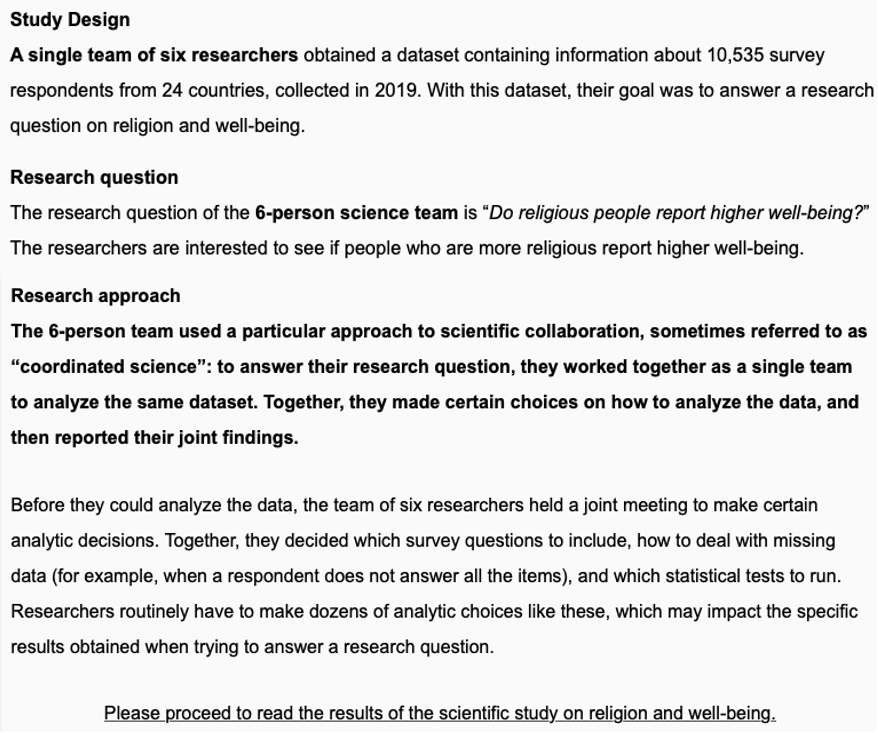 Study Design
A single team of six researchers obtained a dataset containing information about 10,535 survey
respondents from 24 countries, collected in 2019. With this dataset, their goal was to answer a research
question on religion and well-being.
Research question
The research question of the 6-person science team is “Do religious people report higher well-being?”
The researchers are interested to see if people who are more religious report higher well-being.
Research approach
The 6-person team used a particular approach to scientific collaboration, sometimes referred to as
“coordinated science”: to answer their research question, they worked together as a single team
to analyze the same dataset. Together, they made certain choices on how to analyze the data, and
then reported their joint findings.
Before they could analyze the data, the team of six researchers held a joint meeting to make certain
analytic decisions. Together, they decided which survey questions to include, how to deal with missing
data (for example, when a respondent does not answer all the items), and which statistical tests to run.
Researchers routinely have to make dozens of analytic choices like these, which may impact the specific
results obtained when trying to answer a research question.
Please proceed to read the results of the scientific study on religion and well-being.